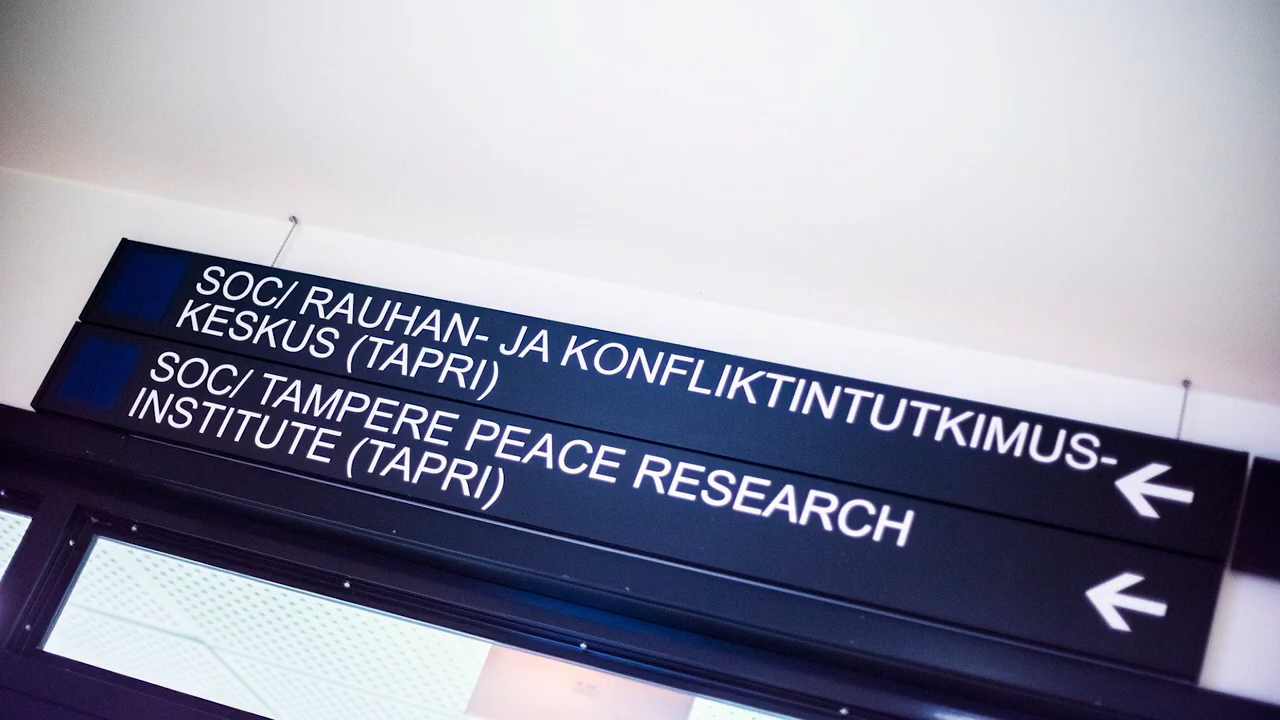 SOC/ RAUHAN- JA KONFLIKTINTUTKIMUS-
KESKUS (TAPRI)
SOC/ TAMPERE PEACE RESEARCH
INSTITUTE (TAPRI)